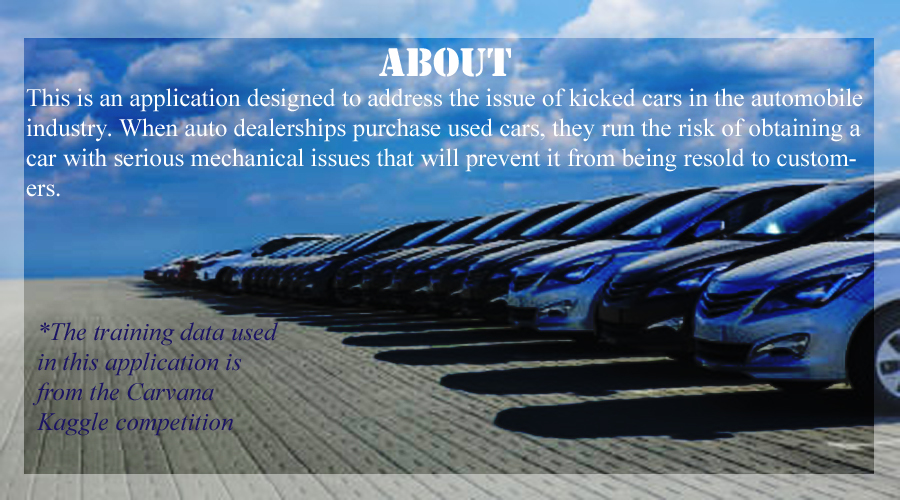 ABOUT
This is an application designed to address the issue of kicked cars in the automobile
industry. When auto dealerships purchase used cars, they run the risk of obtaining a
car with serious mechanical issues that will prevent it from being resold to custom-
ers.
*The training data used
in this application is
from the Carvana
Kaggle competition